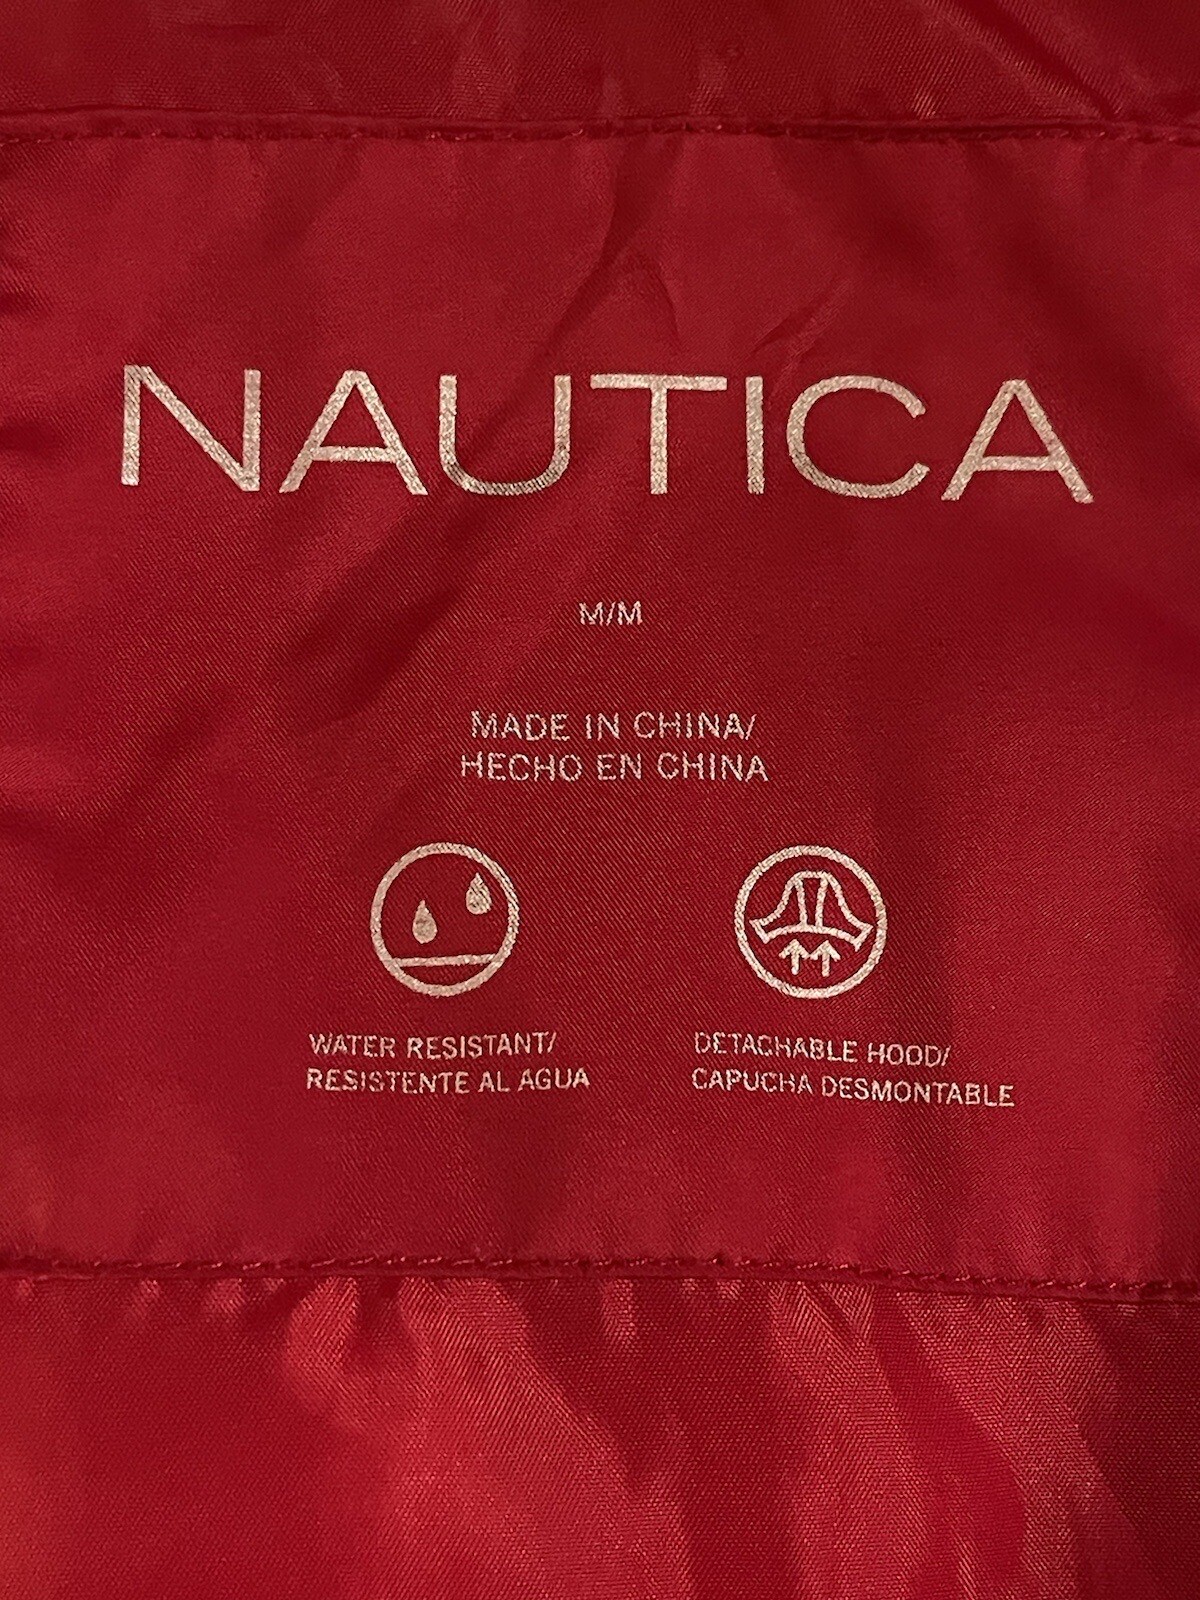 NAUTICA
M/M
MADE IN CHINA/
HECHO EN CHINA
WATER RESISTANT/
RESISTENTE AL AGUA
DETACHABLE HOOD/
CAPUCHA DESMONTABLE